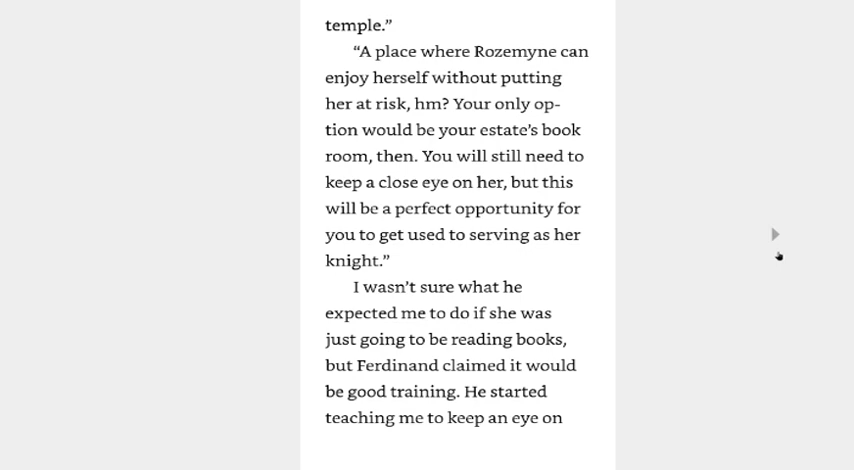 temple.”
“A place where Rozemyne can
enjoy herself without putting
her at risk, hm? Your only op-
tion would be your estate’s book
room, then. You will still need to
keep a close eye on her, but this
will be a perfect opportunity for
you to get used to serving as her
knight.”
I wasn’t sure what he
expected me to do if she was
just going to be reading books,
but Ferdinand claimed it would
be good training. He started
teaching me to keep an eye on